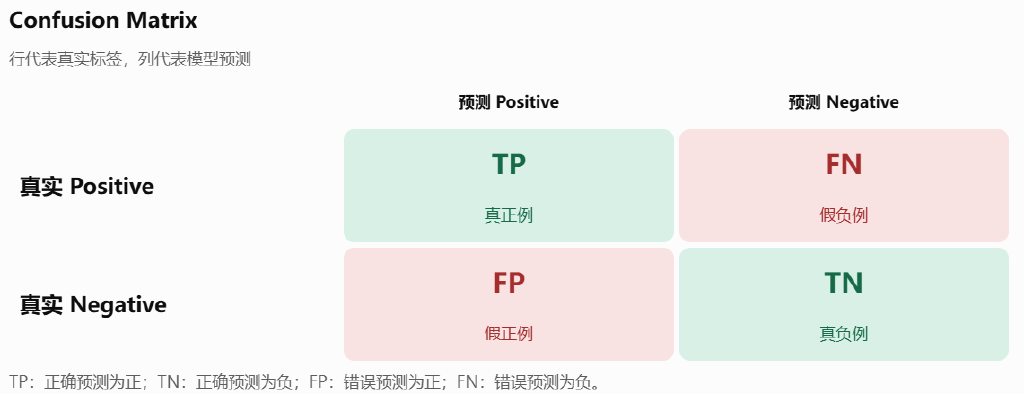 Confusion Matrix
行代表真实标签，列代表模型预测
预测 Positive
预测 Negative
真实 Positive
TP
真正例
FN
假负例
真实 Negative
FP
假正例
TN
真负例
TP：正确预测为正；TN：正确预测为负；FP：错误预测为正；FN：错误预测为负。